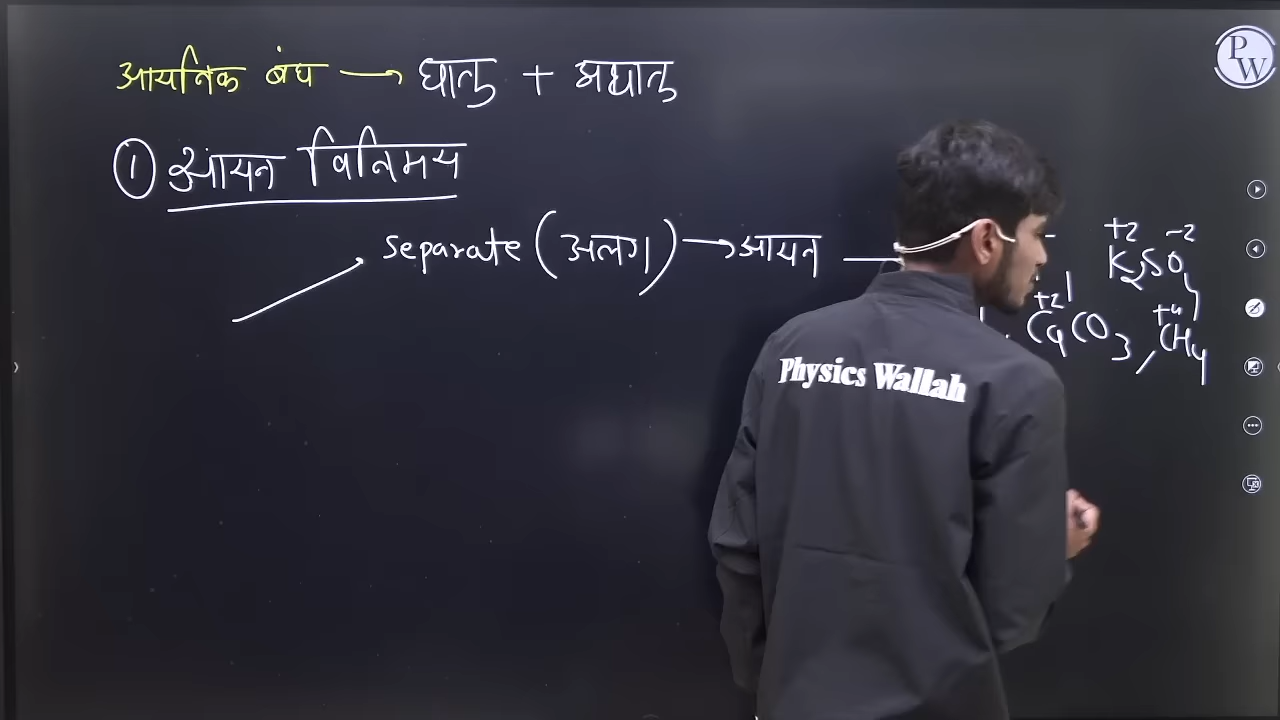 आयनिक बंध → धातु + अधातु
① आयन विनिमय
Separate (अलग) → आयन —
+2 -2
K2SO4
+2 +4
CaCO3, CH4
Physics Wallah
PW